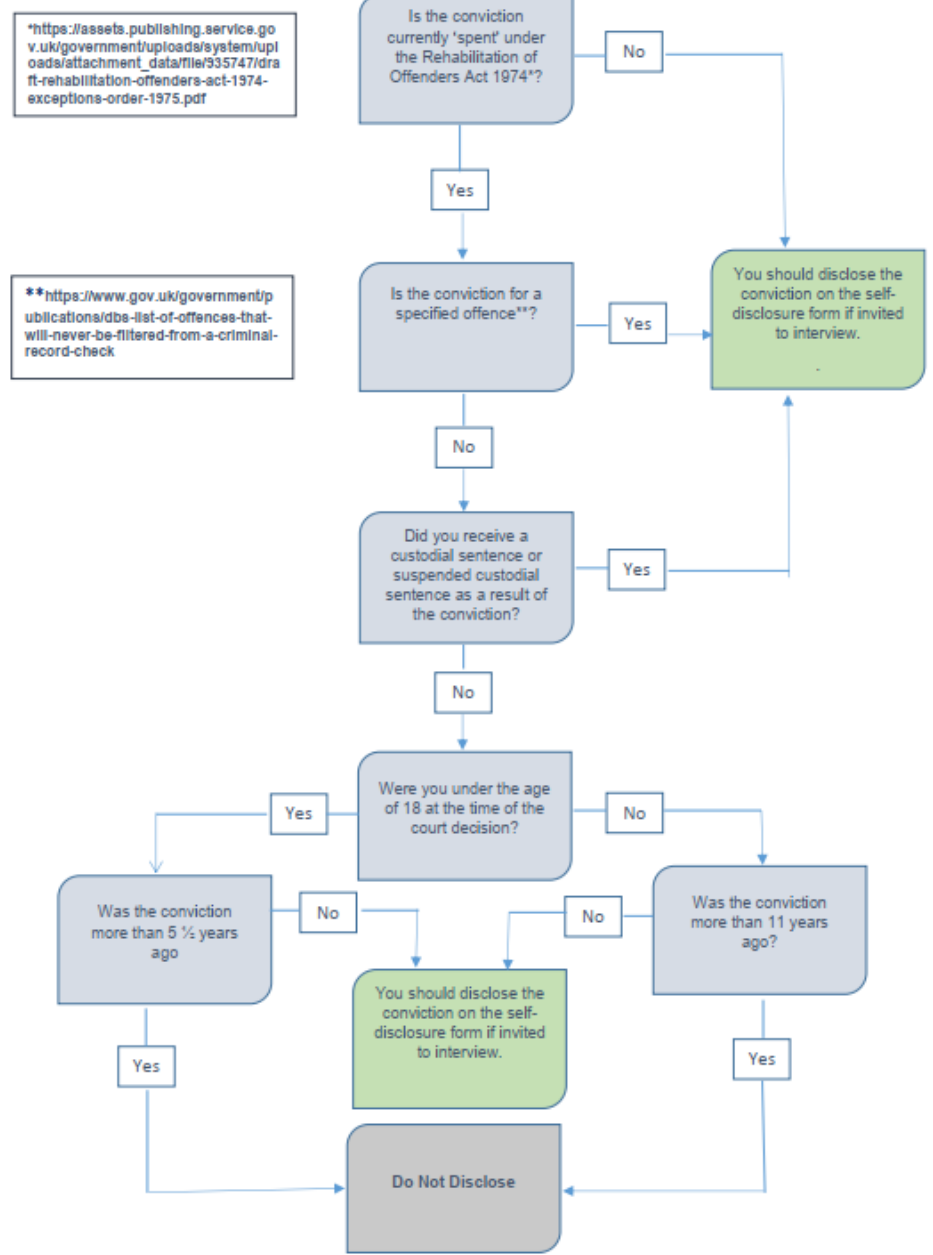 *https://assets.publishing.service.go
v.uk/government/uploads/system/upl
oads/attachment_data/file/935747/dra
ft-rehabilitation-offenders-act-1974-
exceptions-order-1975.pdf
Is the conviction
currently 'spent' under
the Rehabilitation of
Offenders Act 1974*?
No
Yes
**https://www.gov.uk/government/p
ublications/dbs-list-of-offences-that-
will-never-be-filtered-from-a-criminal-
record-check
Is the conviction for a
specified offence**?
Yes
You should disclose the
conviction on the self-
disclosure form if invited
to interview.
.
No
Did you receive a
custodial sentence or
suspended custodial
sentence as a result of
the conviction?
Yes
No
Were you under the age
of 18 at the time of the
court decision?
Yes
No
Was the conviction
more than 5 ½ years
ago
No
No
Was the conviction
more than 11 years
ago?
You should disclose the
conviction on the self-
disclosure form if invited
to interview.
Yes
Yes
Do Not Disclose